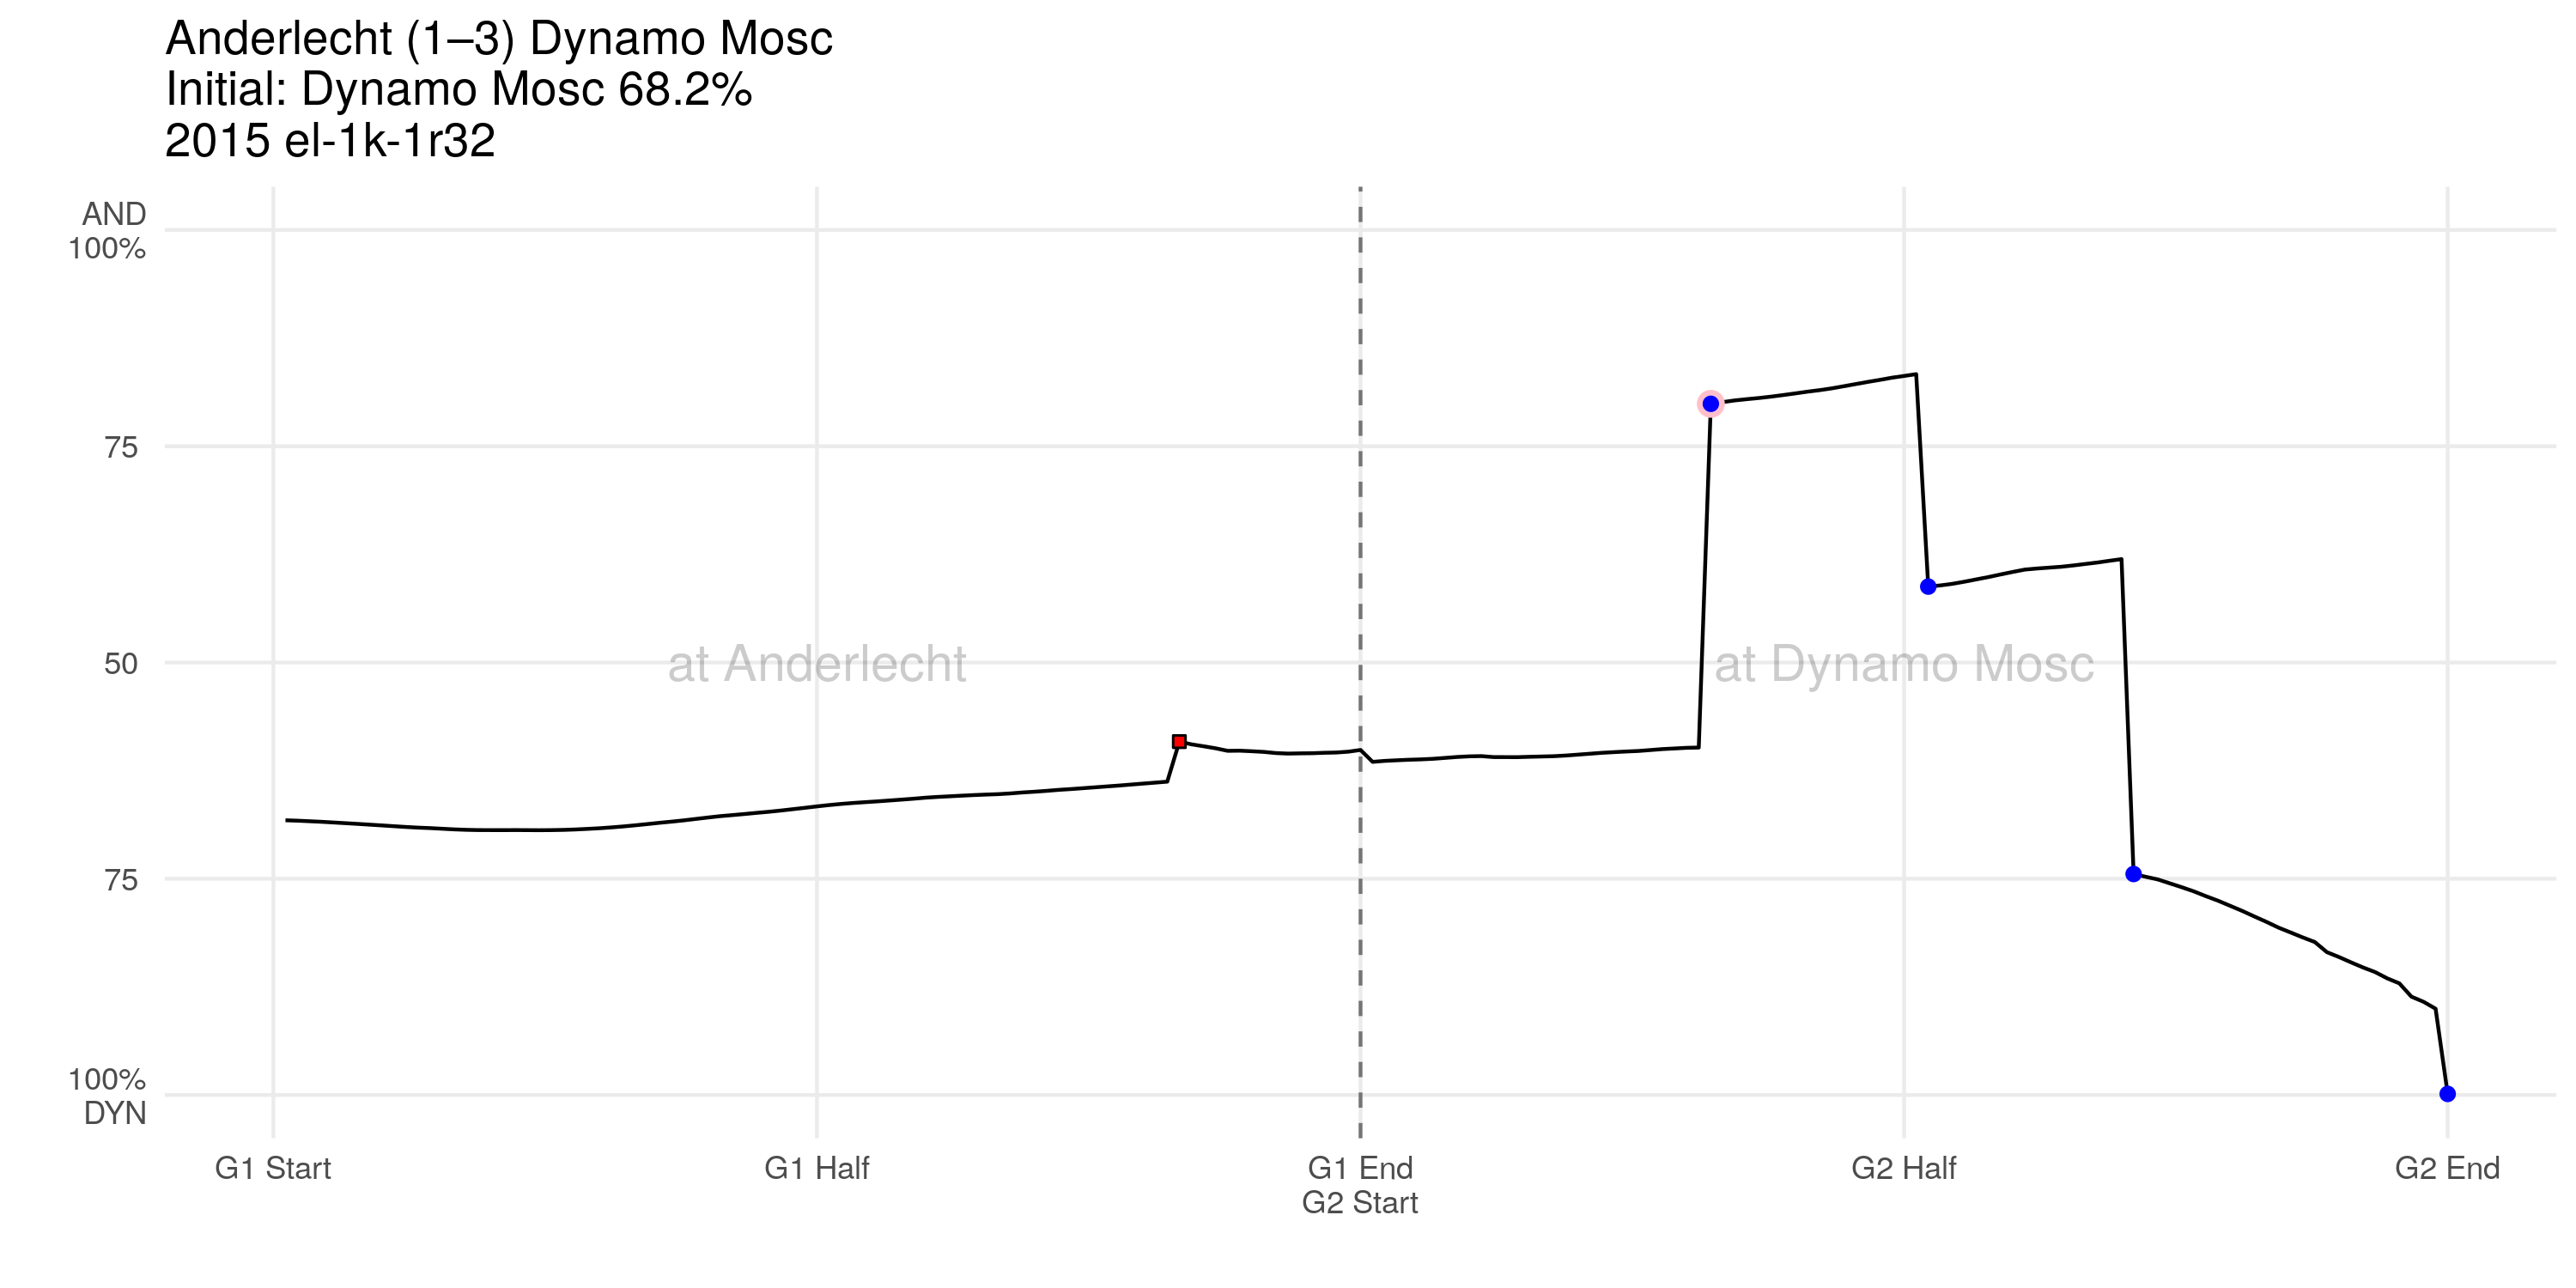 Anderlecht (1–3) Dynamo Mosc
Initial: Dynamo Mosc 68.2%
2015 el-1k-1r32
AND
100%
75
50
75
100%
DYN
at Anderlecht
at Dynamo Mosc
G1 Start
G1 Half
G1 End
G2 Start
G2 Half
G2 End